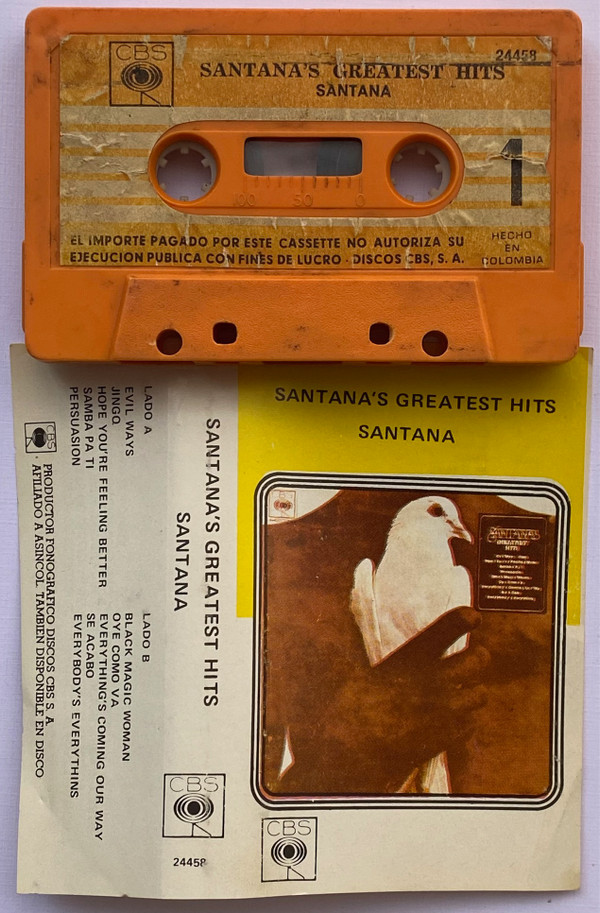 CBS
24458
SANTANA'S GREATEST HITS
SANTANA
1
100 50 0
EL IMPORTE PAGADO POR ESTE CASSETTE NO AUTORIZA SU
EJECUCION PUBLICA CON FINES DE LUCRO - DISCOS CBS, S. A.
HECHO
EN
COLOMBIA
SANTANA'S GREATEST HITS
SANTANA
SANTANA'S
GREATEST
HITS
CBS
SANTANA'S GREATEST HITS
SANTANA
CBS
24458
LADO A
EVIL WAYS
JINGO
HOPE YOU'RE FEELING BETTER
SAMBA PA TI
PERSUASION
LADO B
BLACK MAGIC WOMAN
OYE COMO VA
EVERYTHING'S COMING OUR WAY
SE ACABO
EVERYBODY'S EVERYTHINS
CBS
PRODUCTOR FONOGRAFICO DISCOS CBS S. A.
AFILIADO A ASINCOL. TAMBIEN DISPONIBLE EN DISCO